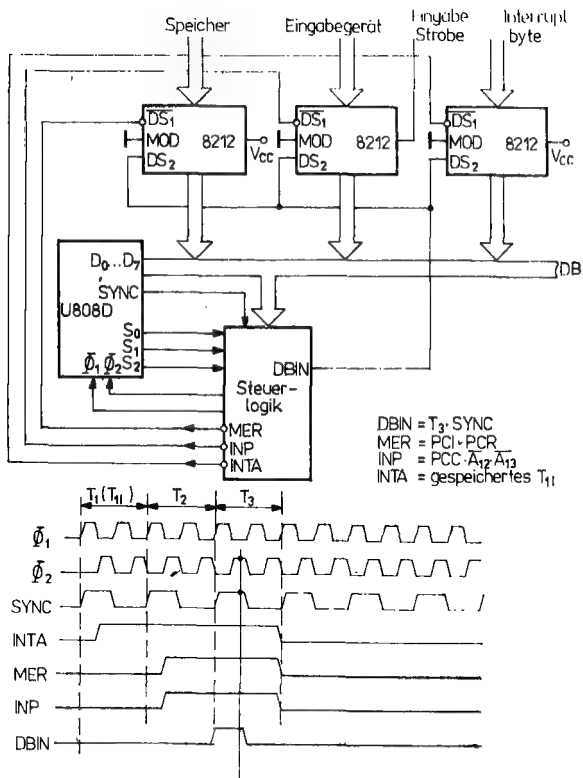 Speicher
Eingabegerät
Eingabe Strobe
Interrupt byte
DS1
MOD 8212
DS2
VCC
DS1
MOD 8212
DS2
DS1
MOD 8212
DS2
VCC
D0...D7
SYNC
U808D
S0
S1
S2
Φ1 Φ2
DB
DBIN
Steuer-
logik
MER
INP
INTA
DBIN = T3·SYNC
MER = PCI+PCR
INP = PCC·A̅12·A̅13
INTA = gespeichertes T1I
T1(T1I) T2 T3
Φ1
Φ2
SYNC
INTA
MER
INP
DBIN